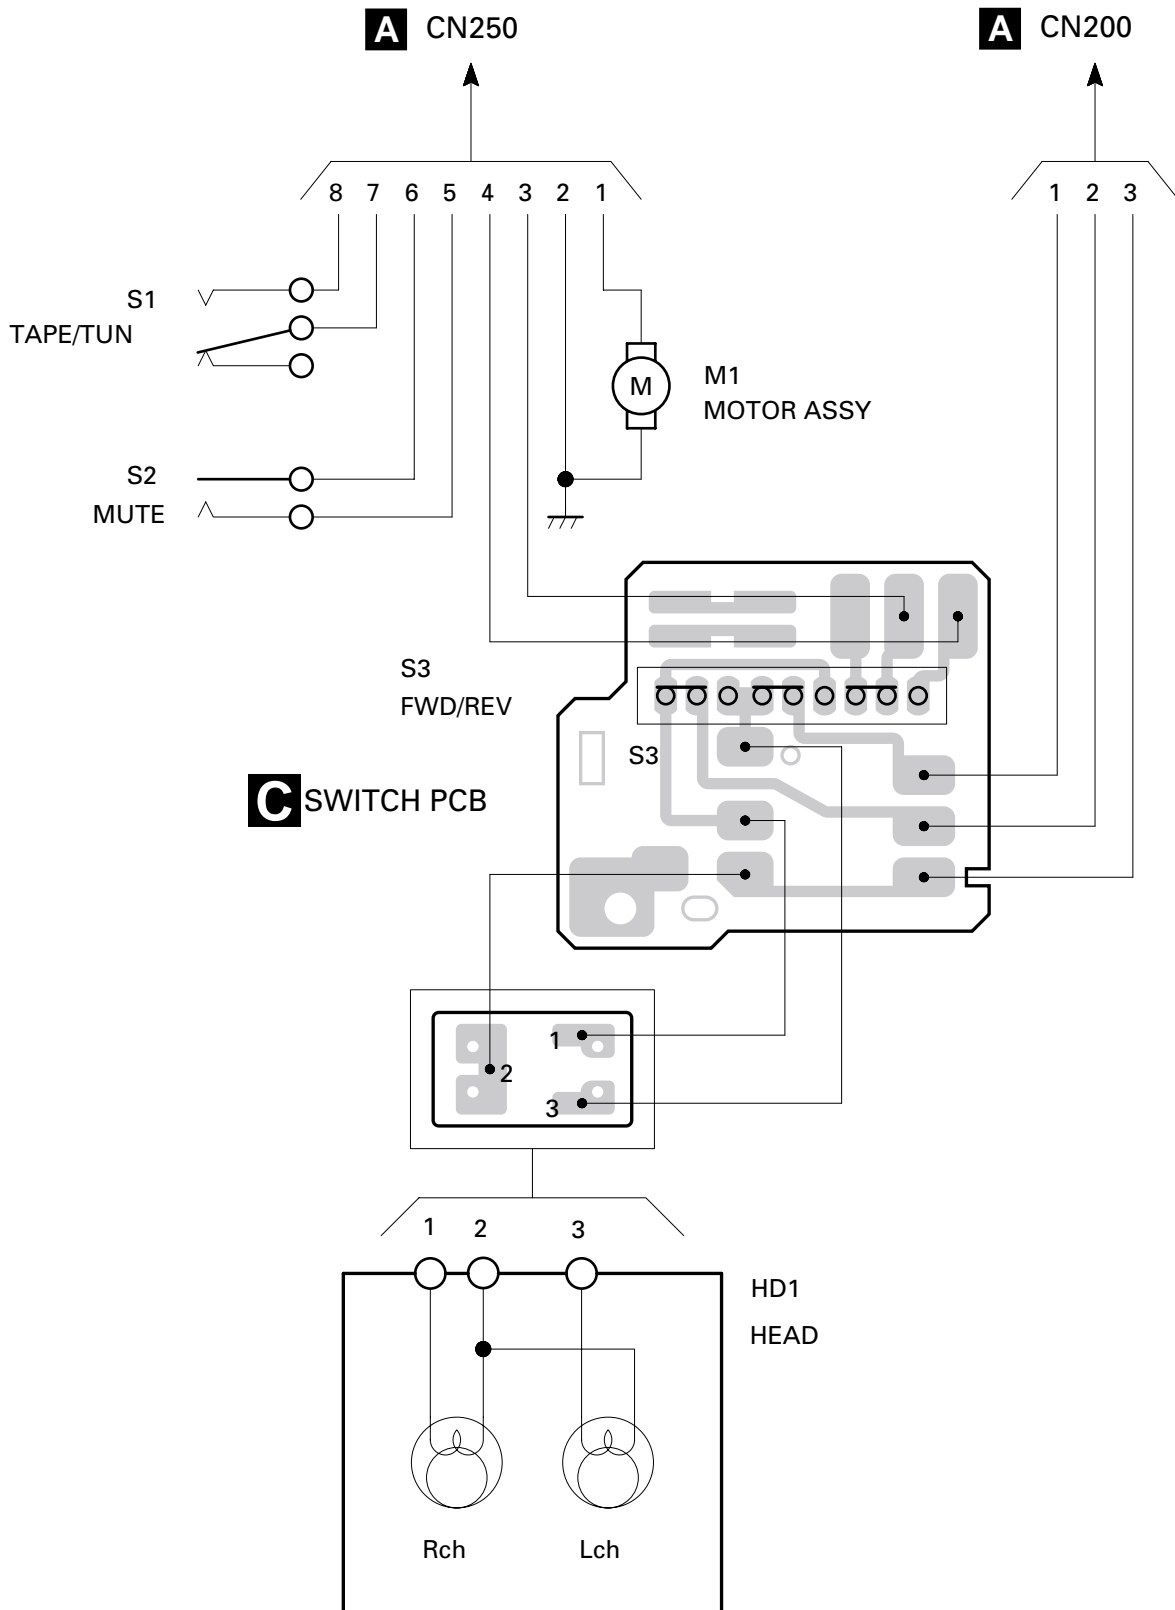 A CN250
A CN200
8 7 6 5 4 3 2 1
1 2 3
S1
TAPE/TUN
M
M1
MOTOR ASSY
S2
MUTE
S3
FWD/REV
S3
C SWITCH PCB
1
2
3
1 2 3
HD1
HEAD
Rch Lch